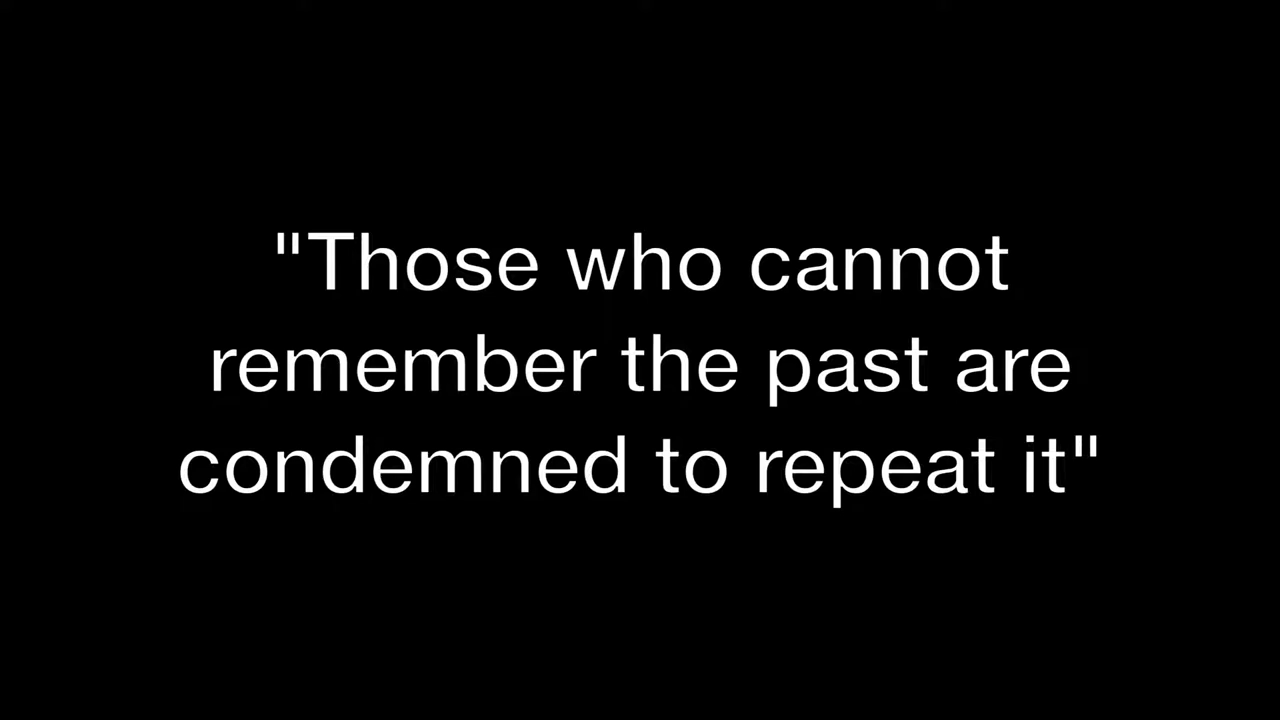 "Those who cannot
remember the past are
condemned to repeat it"